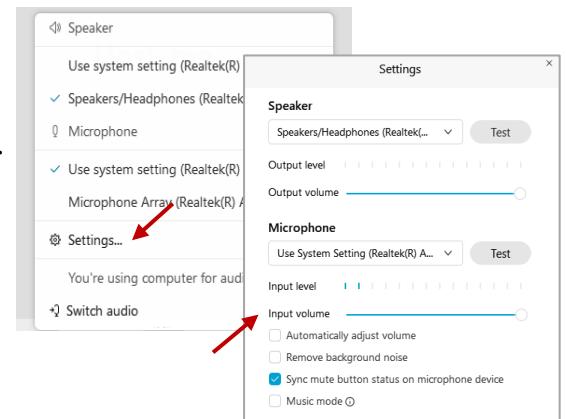 Speaker
Use system setting (Realtek(R)
Speakers/Headphones (Realtek
Microphone
Use system setting (Realtek(R)
Microphone Array (Realtek(R) A
Settings...
You're using computer for audi
Switch audio
Settings
Speaker
Speakers/Headphones (Realtek(...
Test
Output level
Output volume
Microphone
Use System Setting (Realtek(R) A...
Test
Input level
Input volume
Automatically adjust volume
Remove background noise
Sync mute button status on microphone device
Music mode